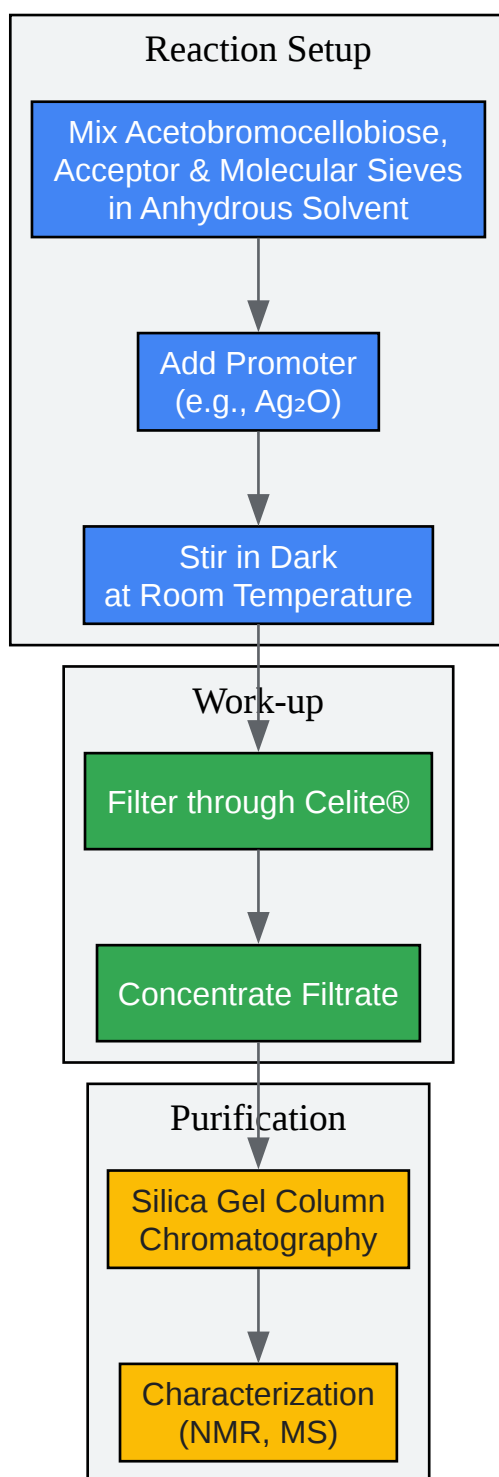 Reaction Setup
Mix Acetobromocellobiose,
Acceptor & Molecular Sieves
in Anhydrous Solvent
Add Promoter
(e.g., Ag₂O)
Stir in Dark
at Room Temperature
Work-up
Filter through Celite®
Concentrate Filtrate
Purification
Silica Gel Column
Chromatography
Characterization
(NMR, MS)